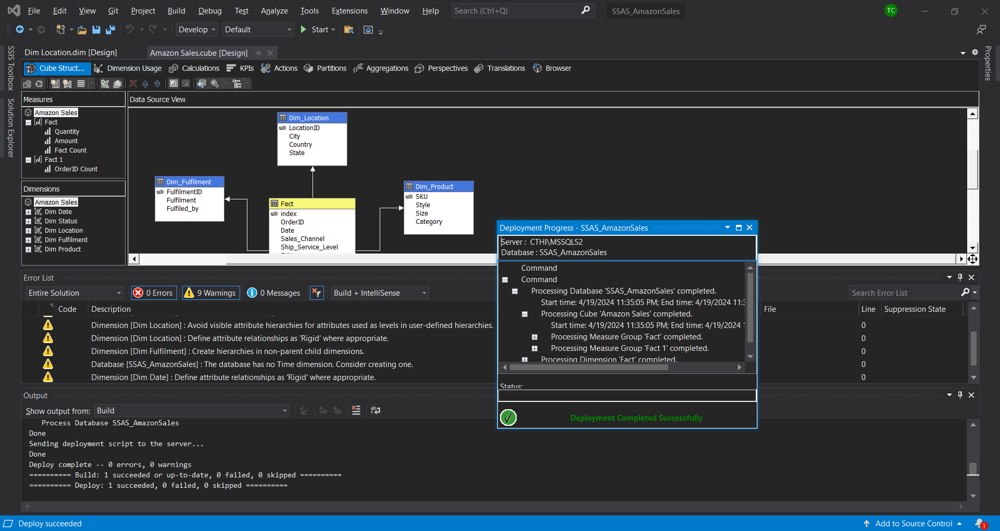 File Edit View Git Project Build Debug Test Analyze Tools Extensions Window Help Search (Ctrl+Q) SSAS_AmazonSales TC
Develop Default Start
SSIS Toolbox
Solution Explorer
Properties
Dim Location.dim [Design] Amazon Sales.cube [Design]
Cube Struct... Dimension Usage Calculations KPIs Actions Partitions Aggregations Perspectives Translations Browser
Measures
Amazon Sales
Fact
Quantity
Amount
Fact Count
Fact 1
OrderID Count
Dimensions
Amazon Sales
Dim Date
Dim Status
Dim Location
Dim Fulfilment
Dim Product
Data Source View
Dim_Location
LocationID
City
Country
State
Dim_Fulfilment
FulfilmentID
Fulfilment
Fulfiled_by
Fact
index
OrderID
Date
Sales_Channel
Ship_Service_Level
Dim_Product
SKU
Style
Size
Category
Deployment Progress - SSAS_AmazonSales
Server : CTHI\MSSQLS2
Database : SSAS_AmazonSales
Command
Command
Processing Database 'SSAS_AmazonSales' completed.
Start time: 4/19/2024 11:35:05 PM; End time: 4/19/2024 11:3
Processing Cube 'Amazon Sales' completed.
Start time: 4/19/2024 11:35:05 PM; End time: 4/19/2024
Processing Measure Group 'Fact' completed.
Processing Measure Group 'Fact 1' completed.
Processing Dimension 'Fact' completed.
Status:
Deployment Completed Successfully
Error List
Entire Solution 0 Errors 9 Warnings 0 Messages Build + IntelliSense Search Error List
Code Description File Line Suppression State
Dimension [Dim Location] : Avoid visible attribute hierarchies for attributes used as levels in user-defined hierarchies. 0
Dimension [Dim Location] : Define attribute relationships as 'Rigid' where appropriate. 0
Dimension [Dim Fulfilment] : Create hierarchies in non-parent child dimensions. 0
Database [SSAS_AmazonSales] : The database has no Time dimension. Consider creating one. 0
Dimension [Dim Date] : Define attribute relationships as 'Rigid' where appropriate. 0
Output
Show output from: Build
Process Database SSAS_AmazonSales
Done
Sending deployment script to the server...
Done
Deploy complete -- 0 errors, 0 warnings
========== Build: 1 succeeded or up-to-date, 0 failed, 0 skipped ==========
========== Deploy: 1 succeeded, 0 failed, 0 skipped ==========
Deploy succeeded Add to Source Control 1